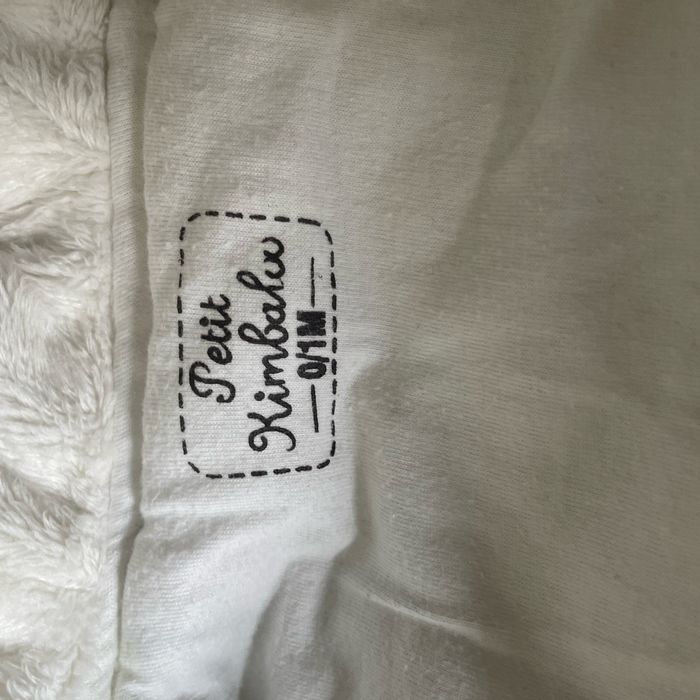 Petit
Kimbaloo
— 0/1M —